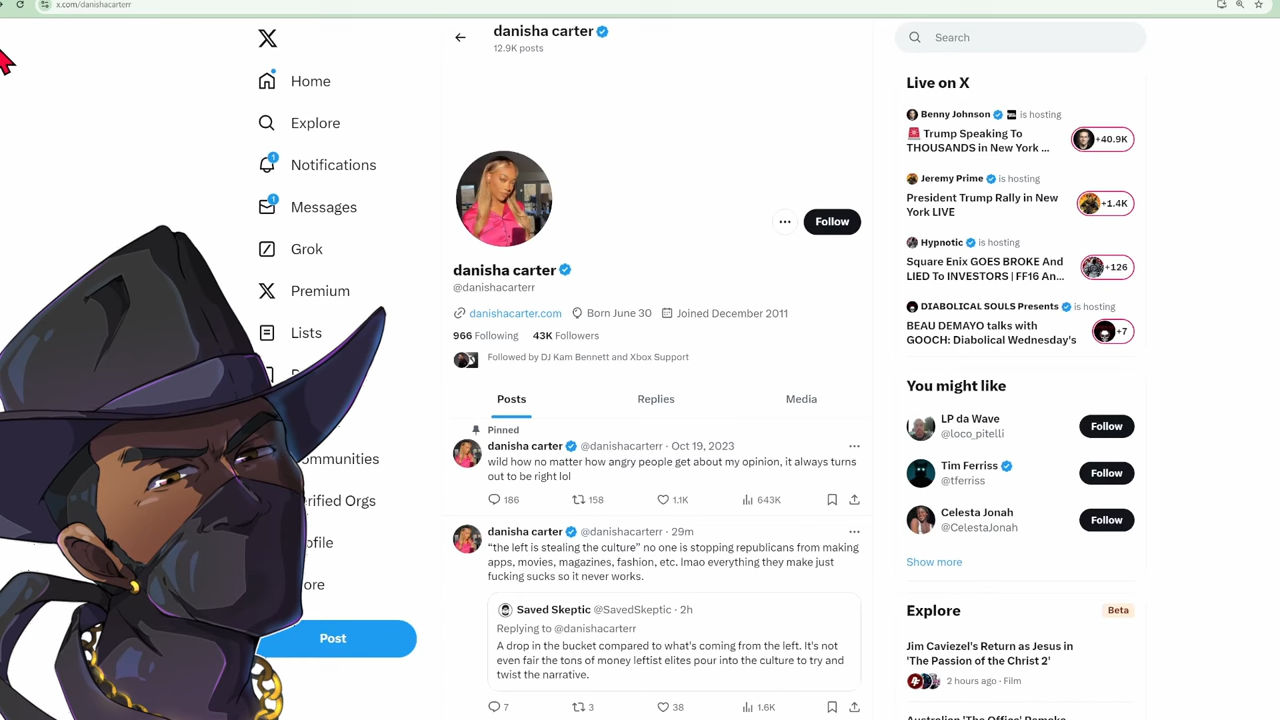 x.com/danishacarterr
Home
Explore
1
Notifications
1
Messages
Grok
Premium
Lists
ommunities
rified Orgs
ofile
ore
Post
danisha carter
12.9K posts
Follow
danisha carter
@danishacarterr
danishacarter.com Born June 30 Joined December 2011
966 Following 43K Followers
Followed by DJ Kam Bennett and Xbox Support
Posts Replies Media
Pinned
danisha carter @danishacarterr · Oct 19, 2023
wild how no matter how angry people get about my opinion, it always turns
out to be right lol
186 158 1.1K 643K
danisha carter @danishacarterr · 29m
“the left is stealing the culture” no one is stopping republicans from making
apps, movies, magazines, fashion, etc. lmao everything they make just
fucking sucks so it never works.
Saved Skeptic @SavedSkeptic · 2h
Replying to @danishacarterr
A drop in the bucket compared to what's coming from the left. It's not
even fair the tons of money leftist elites pour into the culture to try and
twist the narrative.
7 3 38 1.6K
Search
Live on X
Benny Johnson is hosting
🚨 Trump Speaking To
THOUSANDS in New York ...
+40.9K
Jeremy Prime is hosting
President Trump Rally in New
York LIVE
+1.4K
Hypnotic is hosting
Square Enix GOES BROKE And
LIED To INVESTORS | FF16 An...
+126
DIABOLICAL SOULS Presents is hosting
BEAU DEMAYO talks with
GOOCH: Diabolical Wednesday's
+7
You might like
LP da Wave
@loco_pitelli
Follow
Tim Ferriss
@tferriss
Follow
Celesta Jonah
@CelestaJonah
Follow
Show more
Explore Beta
Jim Caviezel's Return as Jesus in
'The Passion of the Christ 2'
2 hours ago · Film
Australian 'The Office' Remake